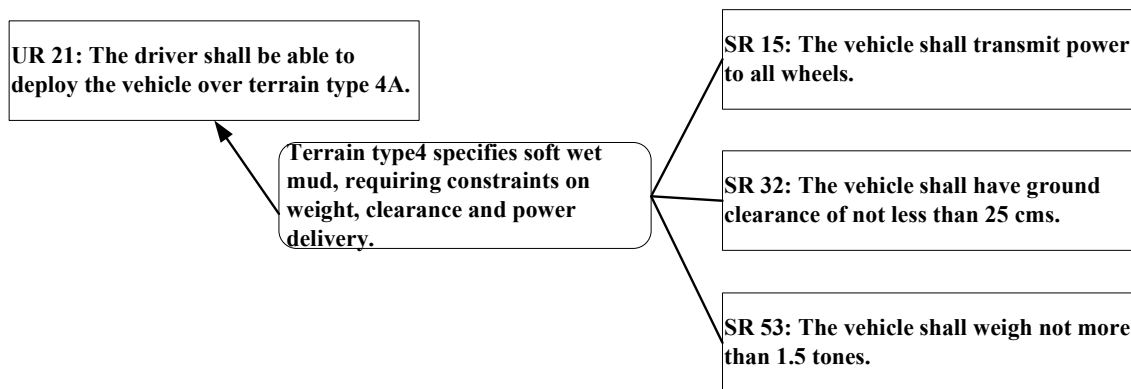 UR 21: The driver shall be able to
deploy the vehicle over terrain type 4A.
Terrain type4 specifies soft wet
mud, requiring constraints on
weight, clearance and power
delivery.
SR 15: The vehicle shall transmit power
to all wheels.
SR 32: The vehicle shall have ground
clearance of not less than 25 cms.
SR 53: The vehicle shall weigh not more
than 1.5 tones.